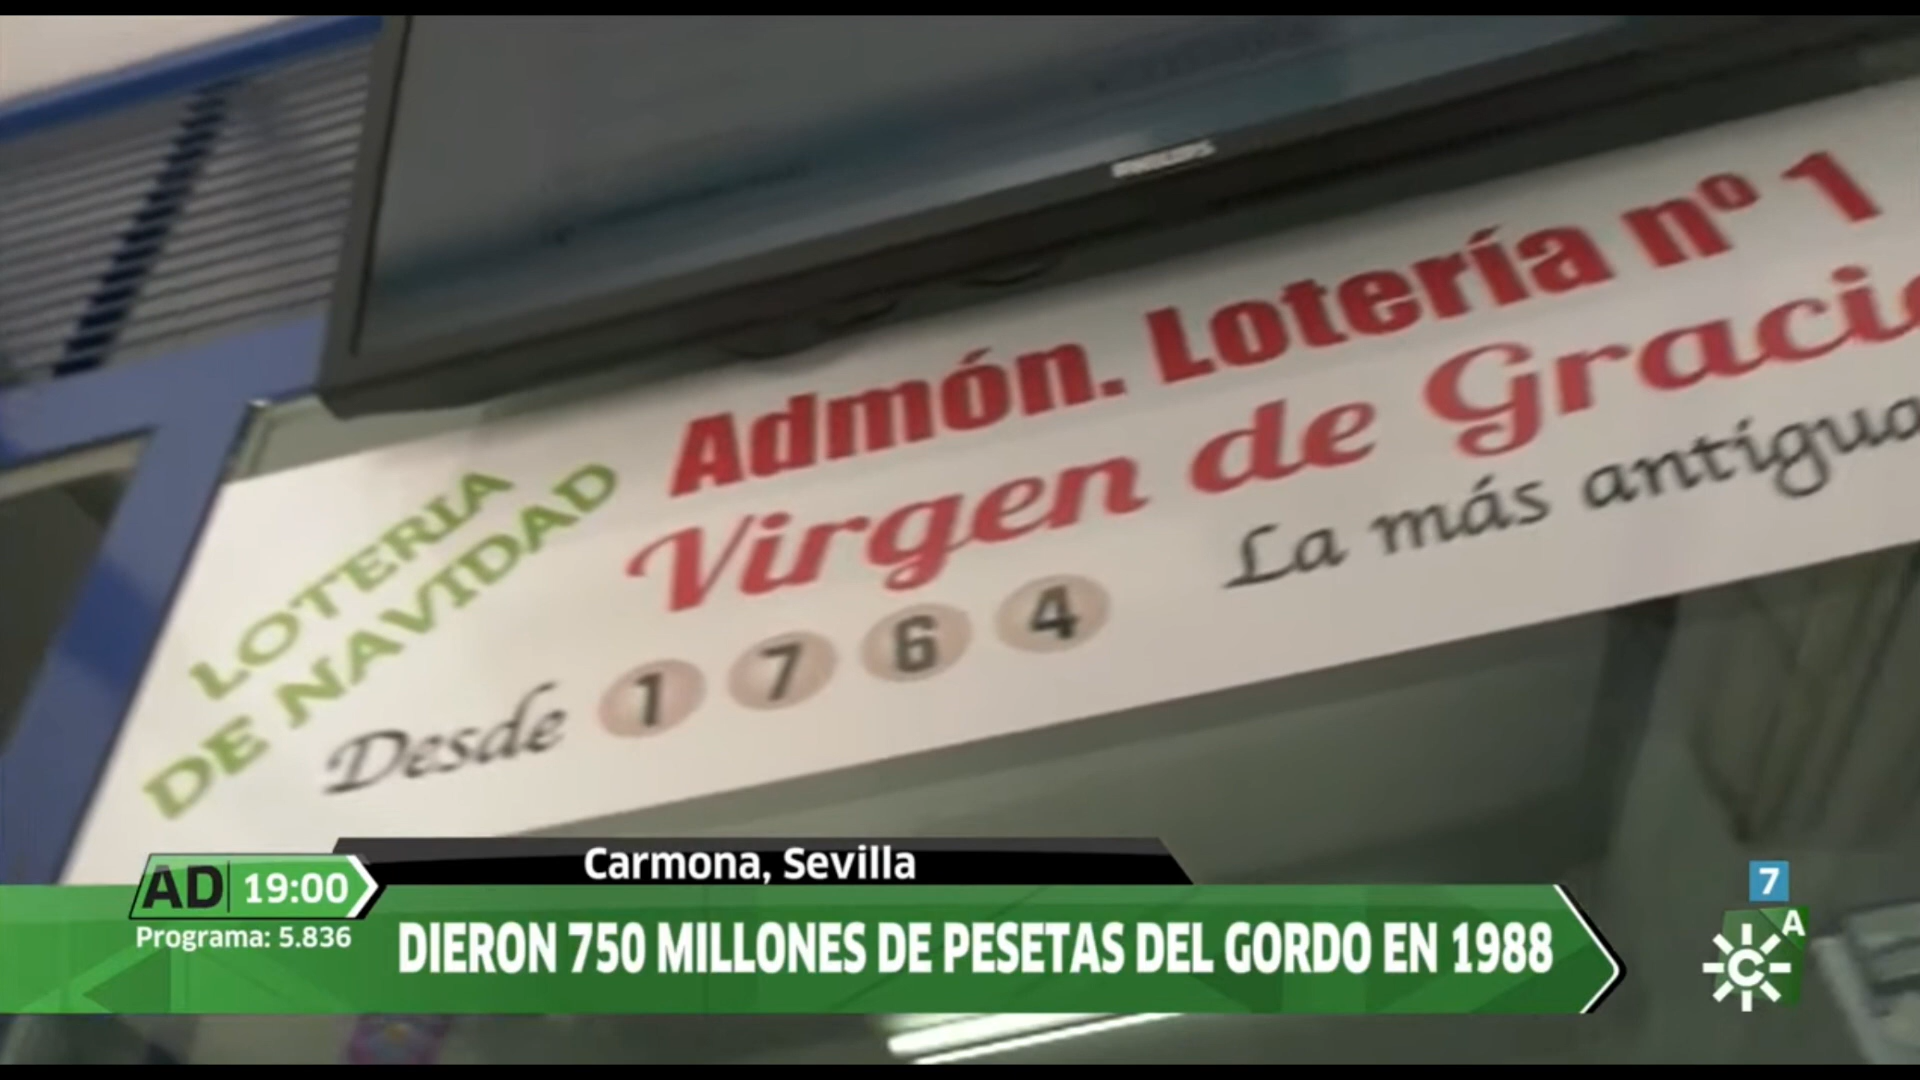 PHILIPS
Admón. Lotería nº 1
Virgen de Graci
LOTERIA
DE NAVIDAD
Desde 1764
La más antigua
Carmona, Sevilla
AD 19:00
Programa: 5.836
DIERON 750 MILLONES DE PESETAS DEL GORDO EN 1988
7
A
C